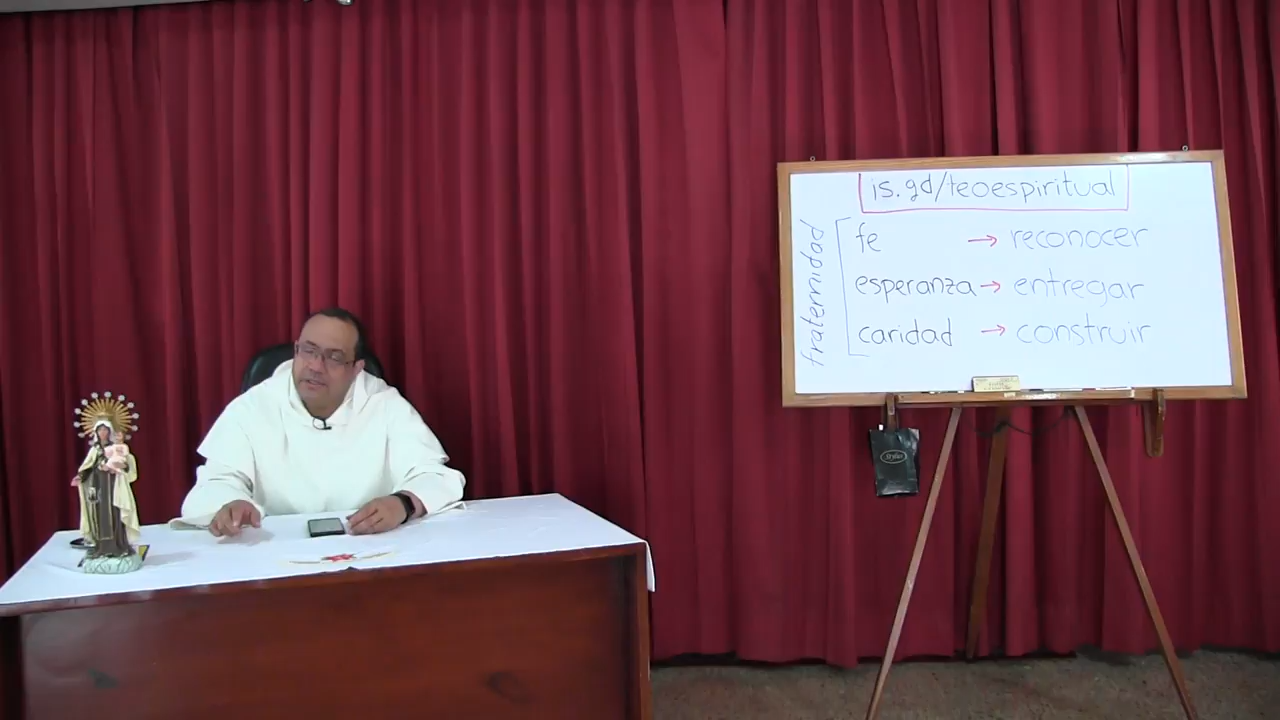 is.gd/teoespiritual
fraternidad
fe → reconocer
esperanza → entregar
caridad → construir